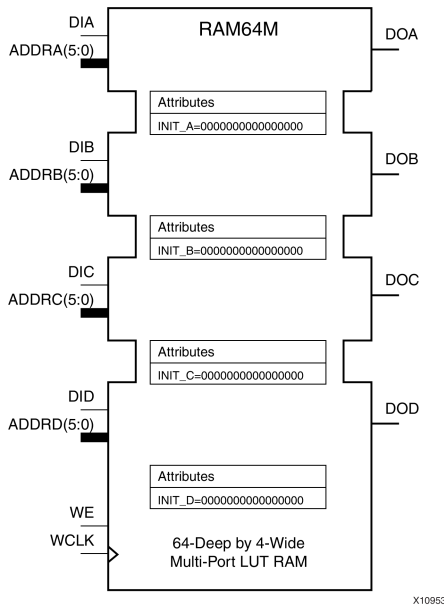 RAM64M
DIA
ADDRA(5:0)
DOA
Attributes
INIT_A=0000000000000000
DIB
ADDRB(5:0)
DOB
Attributes
INIT_B=0000000000000000
DIC
ADDRC(5:0)
DOC
Attributes
INIT_C=0000000000000000
DID
ADDRD(5:0)
DOD
Attributes
INIT_D=0000000000000000
WE
WCLK
64-Deep by 4-Wide
Multi-Port LUT RAM
X10953